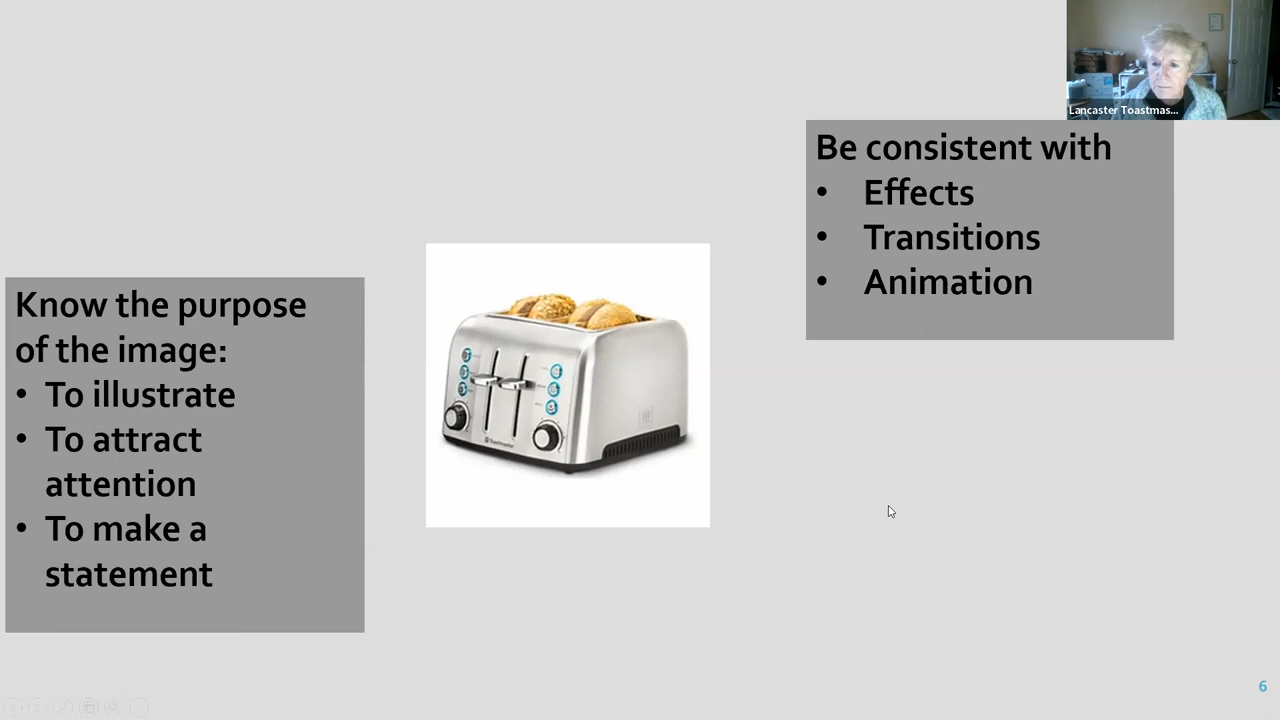 Lancaster Toastmas...
Be consistent with
• Effects
• Transitions
• Animation
Know the purpose
of the image:
• To illustrate
• To attract
attention
• To make a
statement
Toastmaster
6